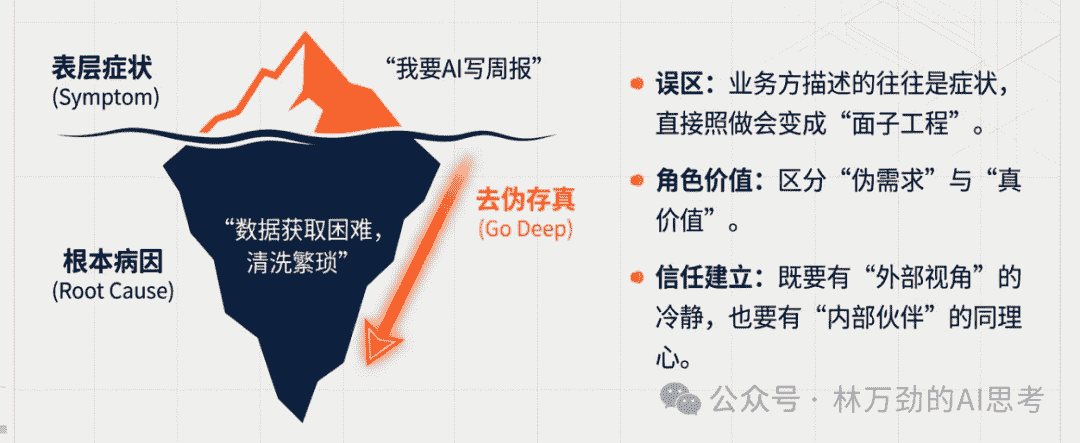 表层症状
(Symptom)
“我要AI写周报”
“数据获取困难，
清洗繁琐”
根本病因
(Root Cause)
去伪存真
(Go Deep)
误区：业务方描述的往往是症状，
直接照做会变成“面子工程”。
角色价值：区分“伪需求”与“真
价值”。
信任建立：既要有“外部视角”的
冷静，也要有“内部伙伴”的同理
心。
公众号 · 林万劲的AI思考